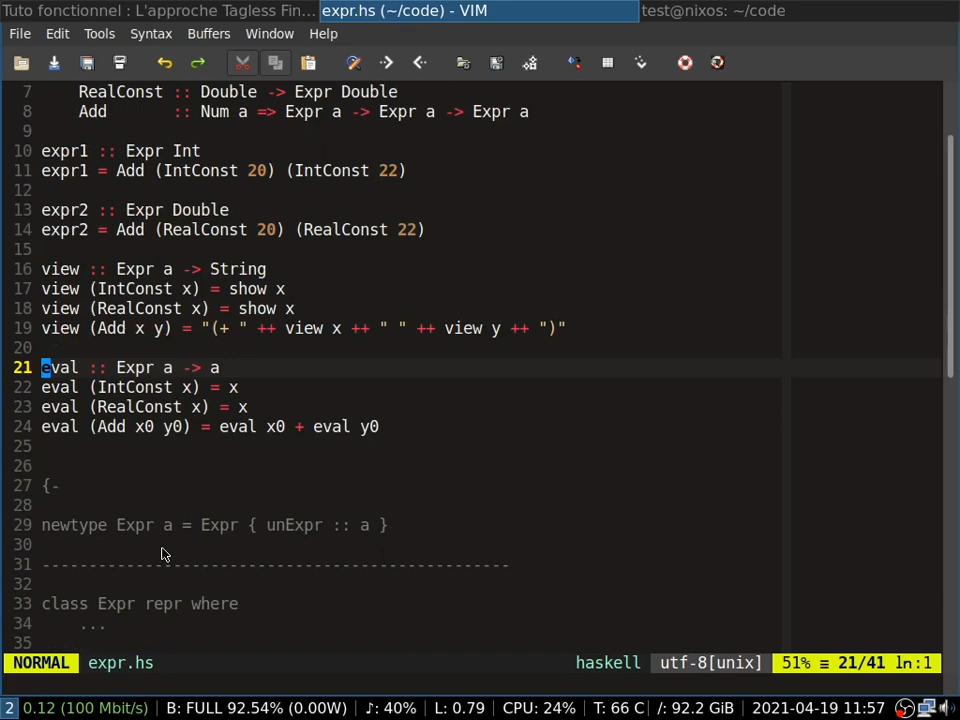 Tuto fonctionnel : L'approche Tagless Fin... expr.hs (~/code) - VIM test@nixos: ~/code
File Edit Tools Syntax Buffers Window Help
7     RealConst :: Double -> Expr Double
8     Add       :: Num a => Expr a -> Expr a -> Expr a
9
10 expr1 :: Expr Int
11 expr1 = Add (IntConst 20) (IntConst 22)
12
13 expr2 :: Expr Double
14 expr2 = Add (RealConst 20) (RealConst 22)
15
16 view :: Expr a -> String
17 view (IntConst x) = show x
18 view (RealConst x) = show x
19 view (Add x y) = "(+ " ++ view x ++ " " ++ view y ++ ")"
20
21 eval :: Expr a -> a
22 eval (IntConst x) = x
23 eval (RealConst x) = x
24 eval (Add x0 y0) = eval x0 + eval y0
25
26
27 {-
28
29 newtype Expr a = Expr { unExpr :: a }
30
31 --------------------------------------------------
32
33 class Expr repr where
34     ...
35
NORMAL expr.hs haskell utf-8[unix] 51% ≡ 21/41 ln:1
2 0.12 (100 Mbit/s) B: FULL 92.54% (0.00W) ♪: 40% L: 0.79 CPU: 24% T: 66 C /: 92.2 GiB 2021-04-19 11:57